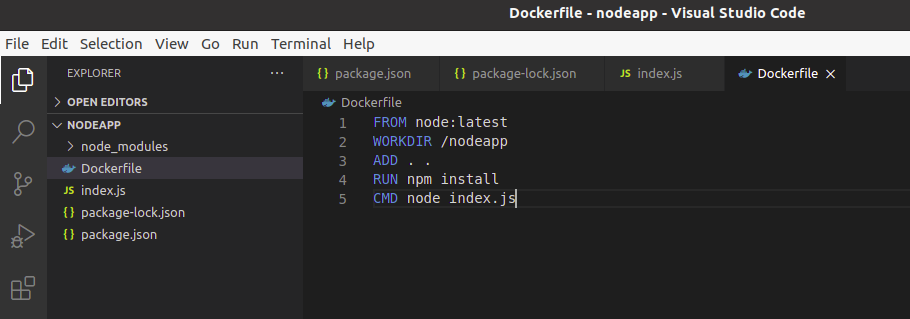 Dockerfile - nodeapp - Visual Studio Code
File Edit Selection View Go Run Terminal Help
EXPLORER ···
{ } package.json { } package-lock.json JS index.js Dockerfile ×
> OPEN EDITORS
Dockerfile
NODEAPP
> node_modules
Dockerfile
JS index.js
{ } package-lock.json
{ } package.json
1 FROM node:latest
2 WORKDIR /nodeapp
3 ADD . .
4 RUN npm install
5 CMD node index.js